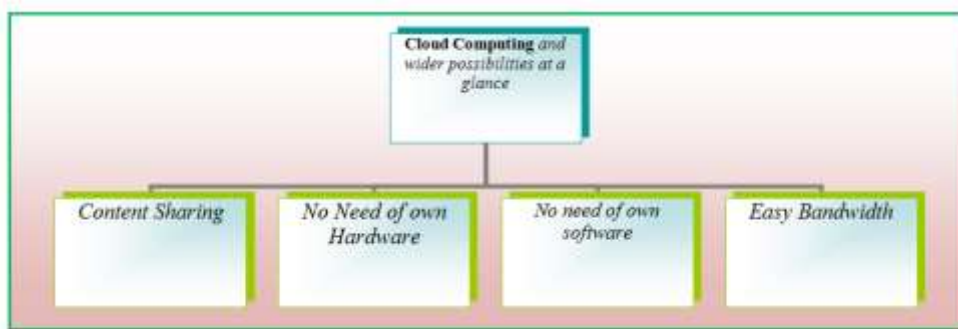 Cloud Computing and
wider possibilities at a
glance
Content Sharing
No Need of own
Hardware
No need of own
software
Easy Bandwidth